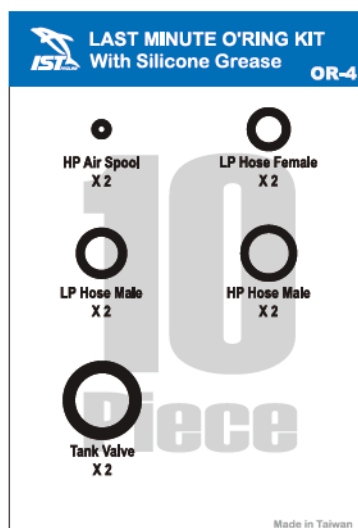 LAST MINUTE O'RING KIT
IST With Silicone Grease
OR-4
10
HP Air Spool
X 2
LP Hose Female
X 2
LP Hose Male
X 2
HP Hose Male
X 2
Piece
Tank Valve
X 2
Made in Taiwan